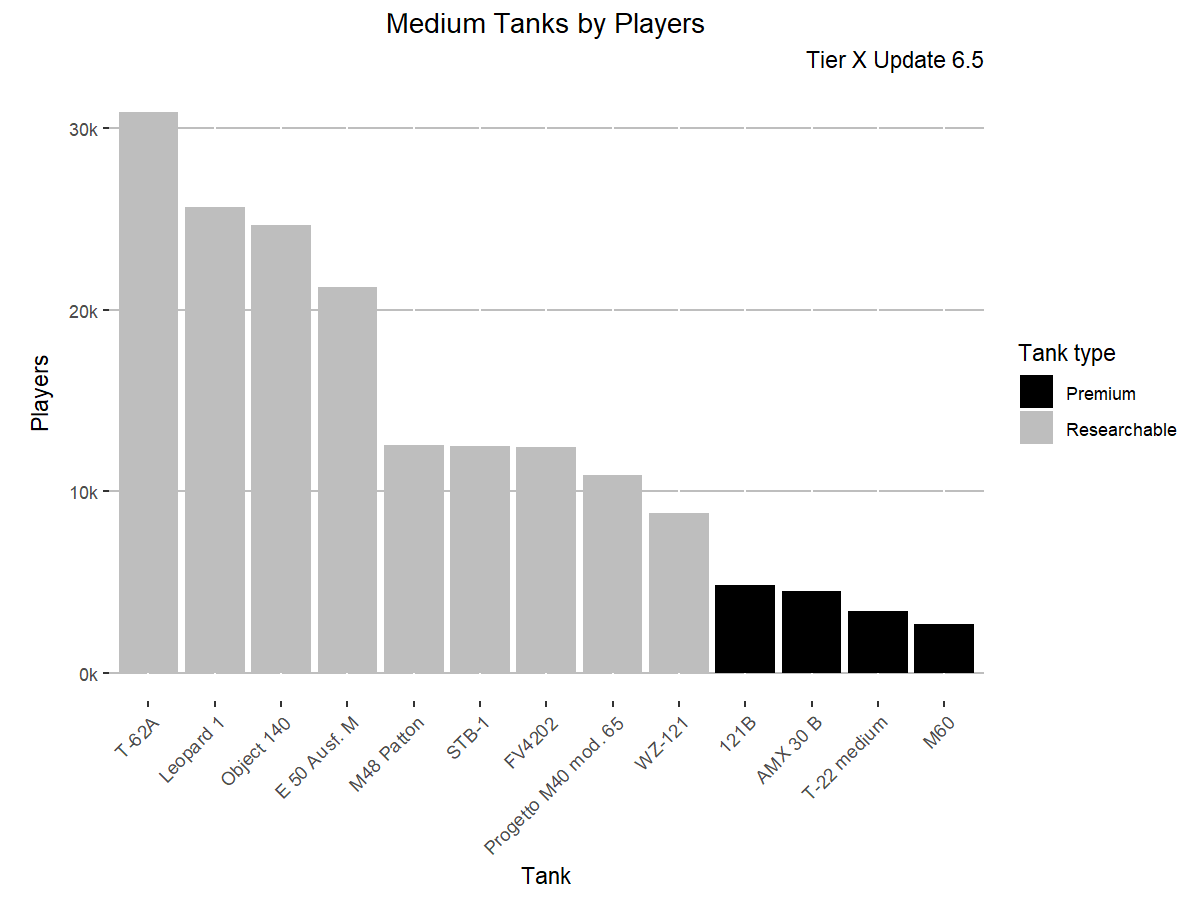 Medium Tanks by Players
Tier X Update 6.5
30k
20k
10k
0k
Players
T-62A
Leopard 1
Object 140
E 50 Ausf. M
M48 Patton
STB-1
FV4202
Progetto M40 mod. 65
WZ-121
121B
AMX 30 B
T-22 medium
M60
Tank
Tank type
Premium
Researchable